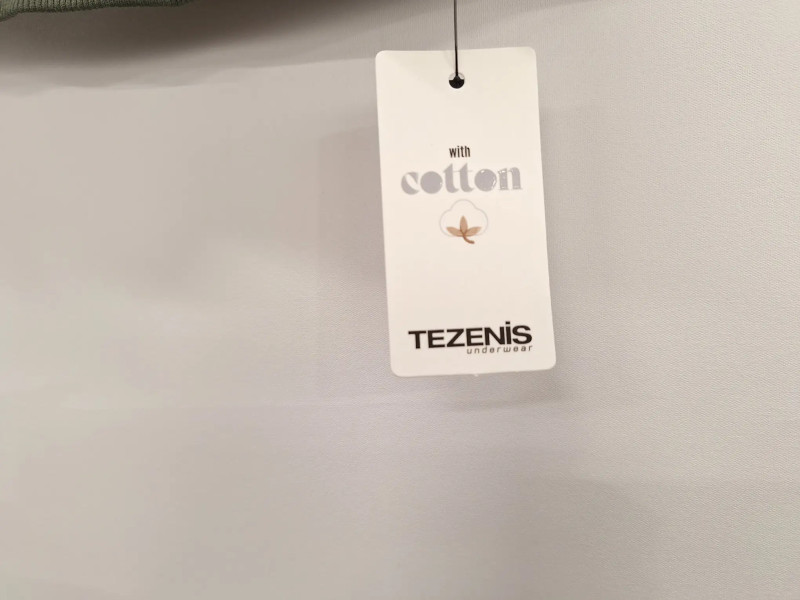 with
cotton
TEZENiS
underwear